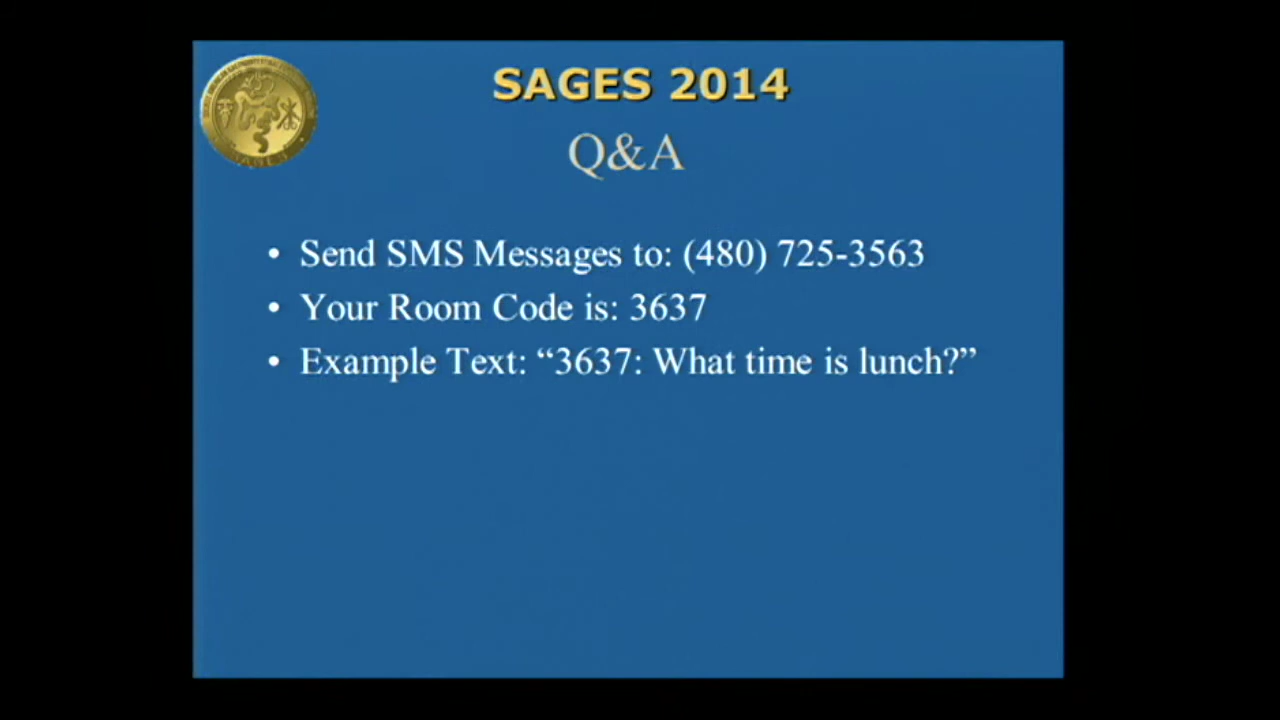 SAGES 2014
Q&A
• Send SMS Messages to: (480) 725-3563
• Your Room Code is: 3637
• Example Text: “3637: What time is lunch?”